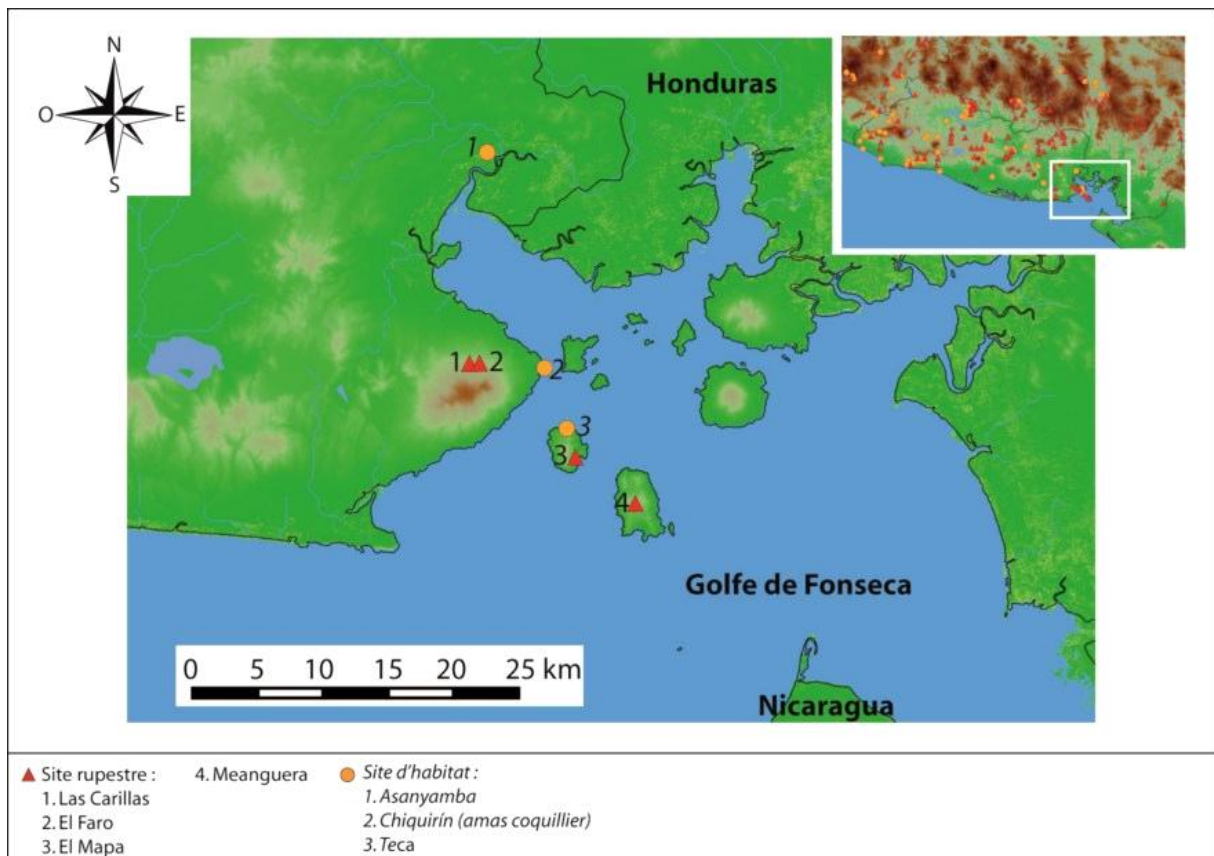 N
O E
S
Honduras
1
1 2
2
3
3
4
Golfe de Fonseca
0 5 10 15 20 25 km
Nicaragua
Site rupestre :
1. Las Carillas
2. El Faro
3. El Mapa
4. Meanguera
Site d'habitat :
1. Asanyamba
2. Chiquirín (amas coquillier)
3. Teca